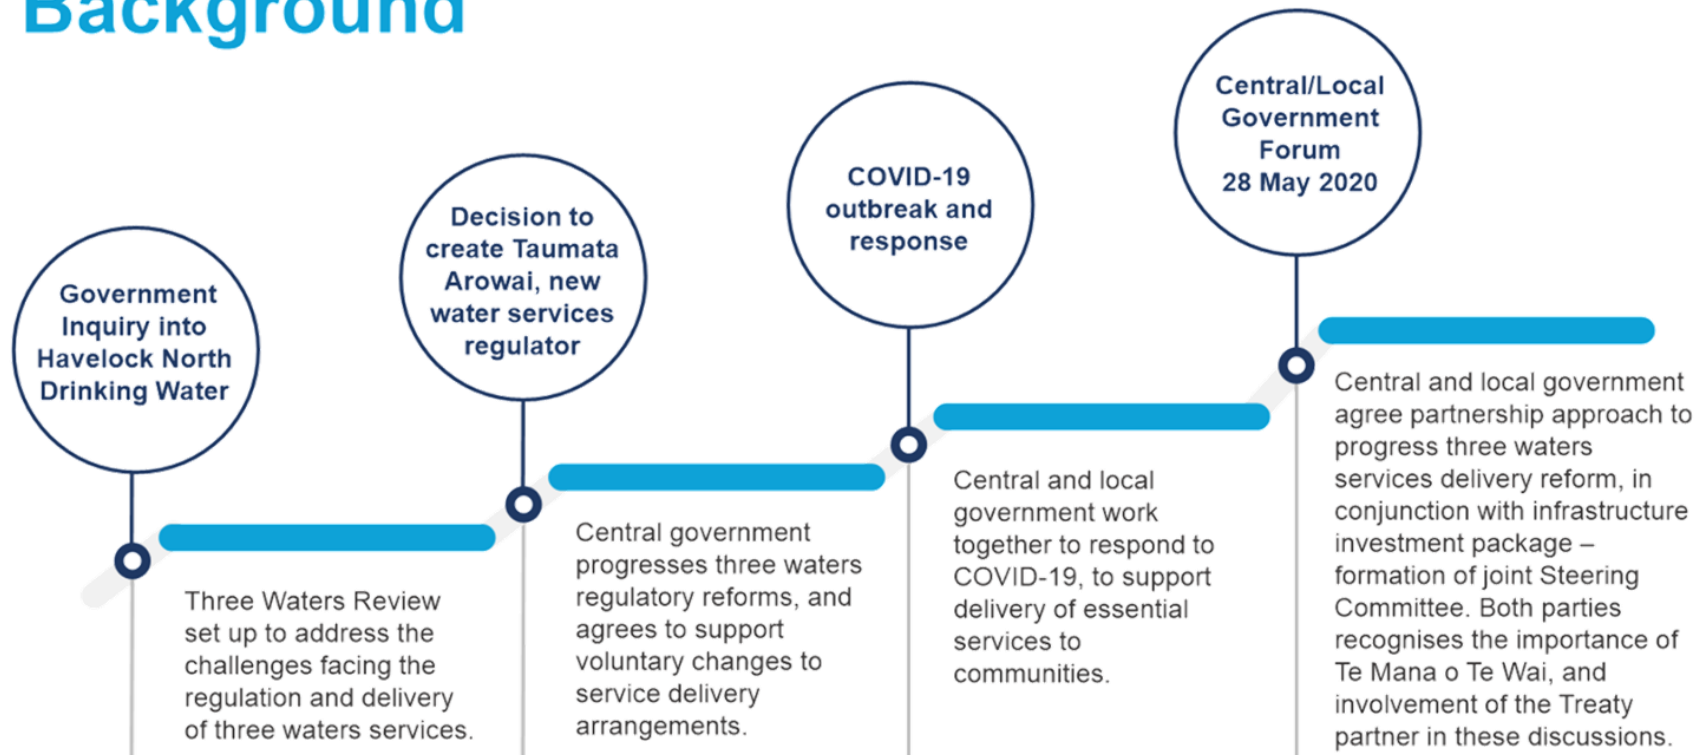 Background
Government
Inquiry into
Havelock North
Drinking Water
Three Waters Review
set up to address the
challenges facing the
regulation and delivery
of three waters services.
Decision to
create Taumata
Arowai, new
water services
regulator
Central government
progresses three waters
regulatory reforms, and
agrees to support
voluntary changes to
service delivery
arrangements.
COVID-19
outbreak and
response
Central and local
government work
together to respond to
COVID-19, to support
delivery of essential
services to
communities.
Central/Local
Government
Forum
28 May 2020
Central and local government
agree partnership approach to
progress three waters
services delivery reform, in
conjunction with infrastructure
investment package –
formation of joint Steering
Committee. Both parties
recognises the importance of
Te Mana o Te Wai, and
involvement of the Treaty
partner in these discussions.